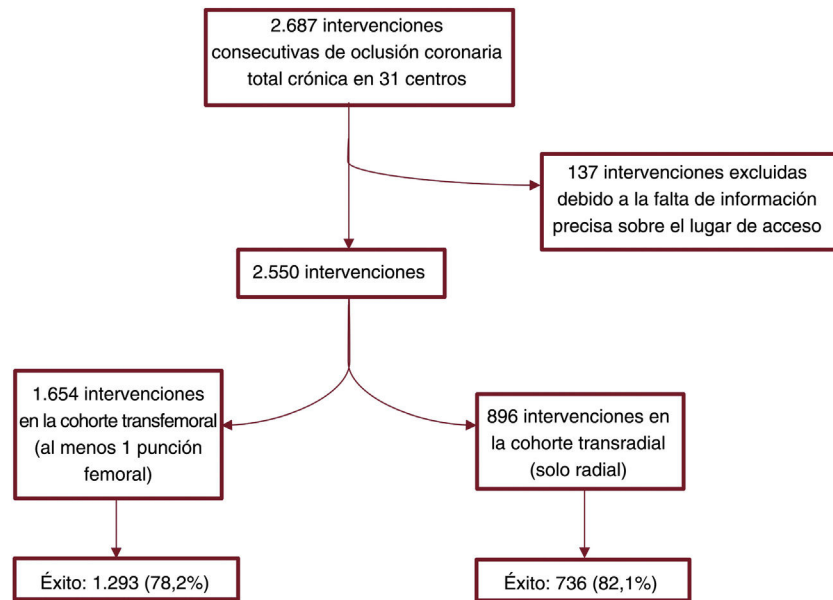 2.687 intervenciones
consecutivas de oclusión coronaria
total crónica en 31 centros
137 intervenciones excluidas
debido a la falta de información
precisa sobre el lugar de acceso
2.550 intervenciones
1.654 intervenciones
en la cohorte transfemoral
(al menos 1 punción
femoral)
896 intervenciones en
la cohorte transradial
(solo radial)
Éxito: 1.293 (78,2%)
Éxito: 736 (82,1%)